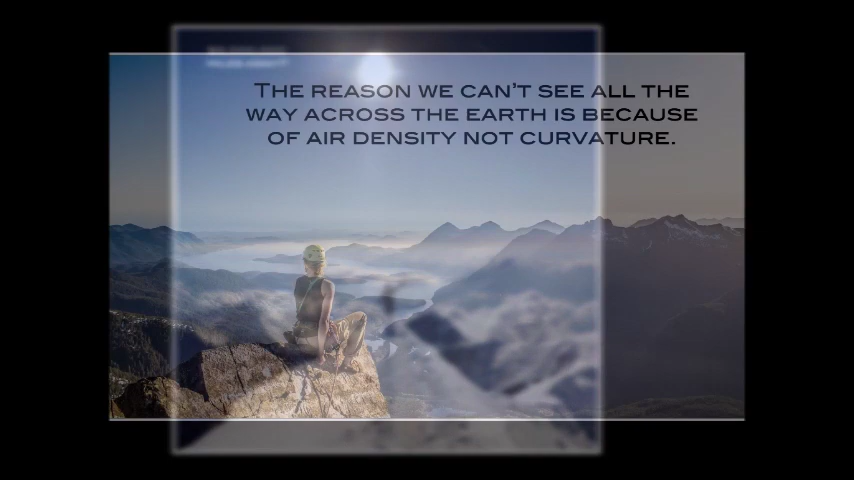 The reason we can't see all the
way across the earth is because
of air density not curvature.